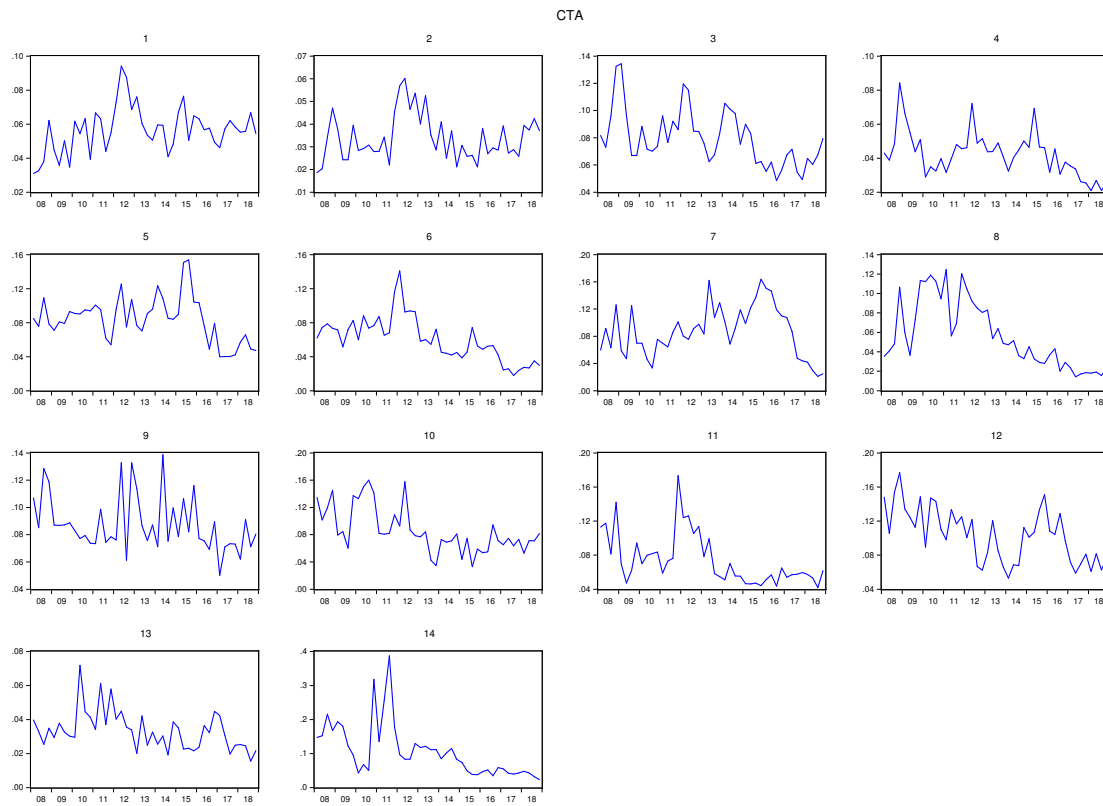 CTA
1 2 3 4
.10 .07 .14 .10
.06 .12
.08 .05 .10 .08
.06 .04 .08 .06
.04 .03 .06 .04
.02
.02 .01 .04 .02
08 09 10 11 12 13 14 15 16 17 18 08 09 10 11 12 13 14 15 16 17 18 08 09 10 11 12 13 14 15 16 17 18 08 09 10 11 12 13 14 15 16 17 18
5 6 7 8
.16 .16 .20 .14
.12
.12 .12 .16 .10
.08 .08 .12 .08
.08 .06
.04 .04 .04 .04
.02
.00 .00 .00 .00
08 09 10 11 12 13 14 15 16 17 18 08 09 10 11 12 13 14 15 16 17 18 08 09 10 11 12 13 14 15 16 17 18 08 09 10 11 12 13 14 15 16 17 18
9 10 11 12
.14 .20 .20 .20
.12 .16 .16 .16
.10 .12 .12 .12
.08 .08 .08 .08
.06 .04
.04 .00 .04 .04
08 09 10 11 12 13 14 15 16 17 18 08 09 10 11 12 13 14 15 16 17 18 08 09 10 11 12 13 14 15 16 17 18 08 09 10 11 12 13 14 15 16 17 18
13 14
.08 .4
.06 .3
.04 .2
.02 .1
.00 .0
08 09 10 11 12 13 14 15 16 17 18 08 09 10 11 12 13 14 15 16 17 18